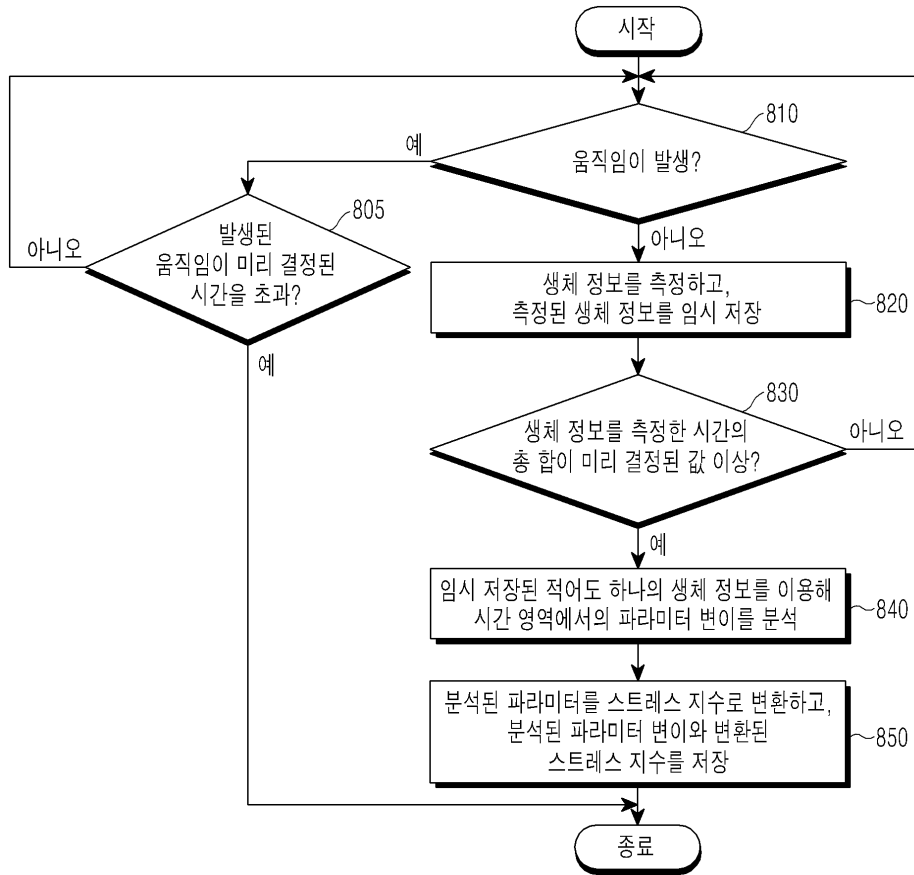 시작
810
예
움직임이 발생?
805
발생된
움직임이 미리 결정된
시간을 초과?
아니오
아니오
생체 정보를 측정하고,
측정된 생체 정보를 임시 저장
820
예
830
생체 정보를 측정한 시간의
총 합이 미리 결정된 값 이상?
아니오
예
임시 저장된 적어도 하나의 생체 정보를 이용해
시간 영역에서의 파라미터 변이를 분석
840
분석된 파라미터를 스트레스 지수로 변환하고,
분석된 파라미터 변이와 변환된
스트레스 지수를 저장
850
종료